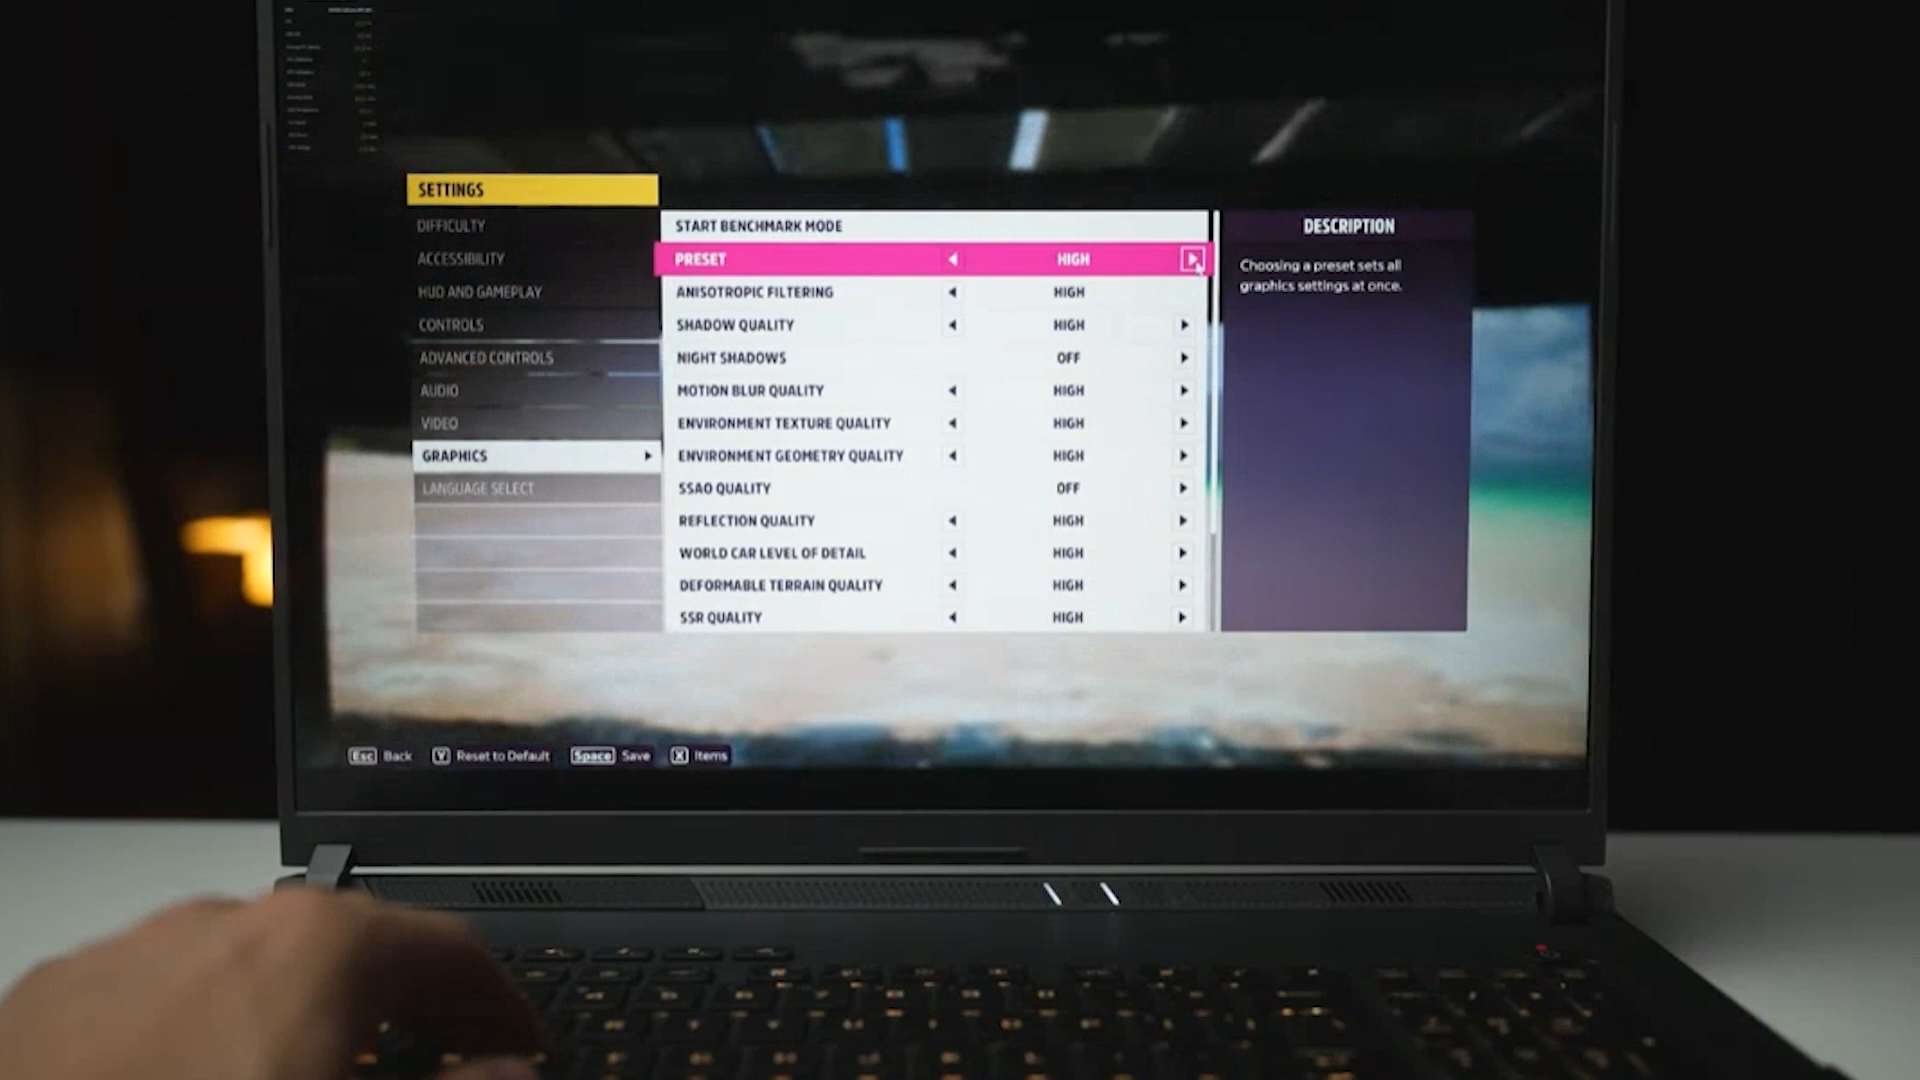 SETTINGS
DIFFICULTY
ACCESSIBILITY
HUD AND GAMEPLAY
CONTROLS
ADVANCED CONTROLS
AUDIO
VIDEO
GRAPHICS
LANGUAGE SELECT
START BENCHMARK MODE
PRESET HIGH
ANISOTROPIC FILTERING HIGH
SHADOW QUALITY HIGH
NIGHT SHADOWS OFF
MOTION BLUR QUALITY HIGH
ENVIRONMENT TEXTURE QUALITY HIGH
ENVIRONMENT GEOMETRY QUALITY HIGH
SSAO QUALITY OFF
REFLECTION QUALITY HIGH
WORLD CAR LEVEL OF DETAIL HIGH
DEFORMABLE TERRAIN QUALITY HIGH
SSR QUALITY HIGH
DESCRIPTION
Choosing a preset sets all
graphics settings at once.
Esc Back Y Reset to Default Space Save X Items